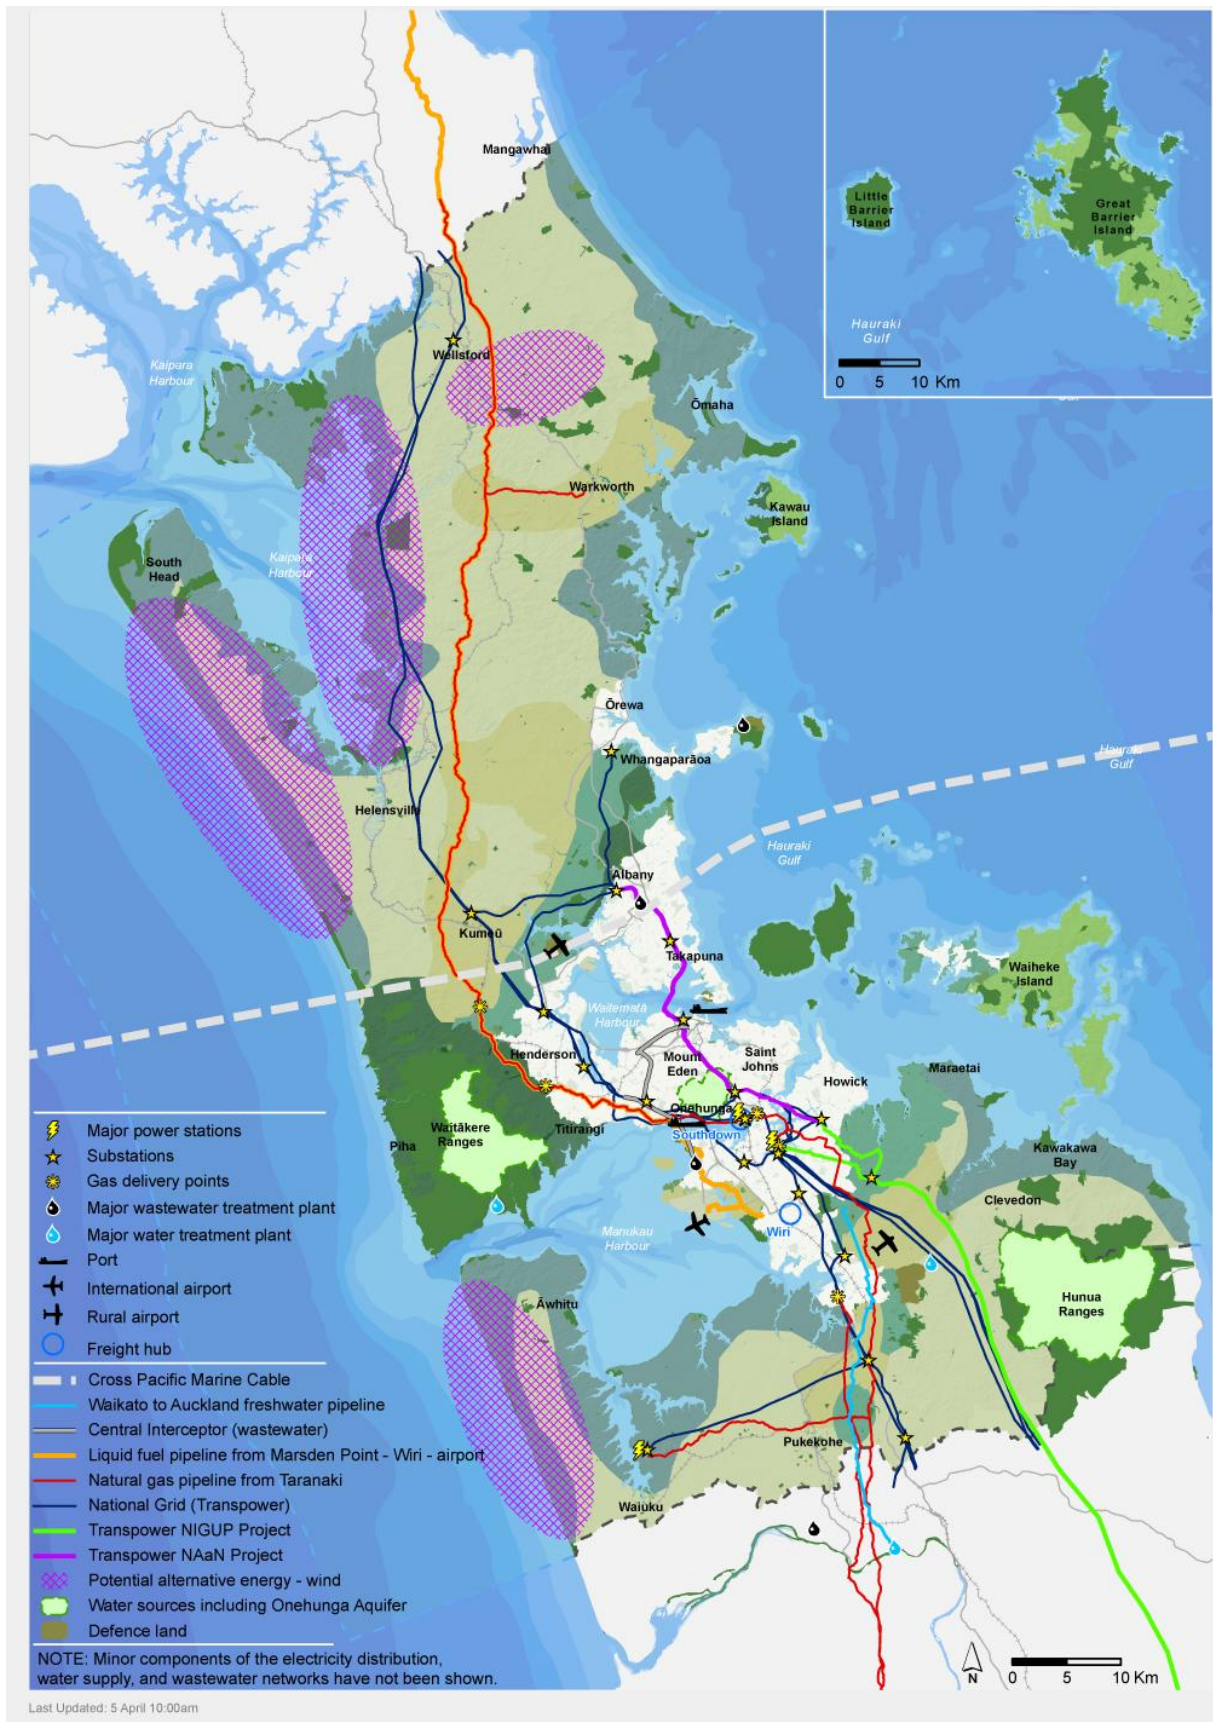 Mangawhai
Little
Barrier
Island
Great
Barrier
Island
Hauraki
Gulf
0 5 10 Km
Kaipara
Harbour
Wellsford
Ōmaha
Warkworth
Kawau
Island
Kaipara
Harbour
South
Head
Ōrewa
Whangaparāoa
Hauraki
Gulf
Helensville
Hauraki
Gulf
Albany
Kumeū
Takapuna
Waiheke
Island
Waitematā
Harbour
Henderson
Mount
Eden
Saint
Johns
Howick
Maraetai
Onehunga
Southdown
Titirangi
Waitākere
Ranges
Piha
Kawakawa
Bay
Clevedon
Wiri
Manukau
Harbour
Hunua
Ranges
Āwhitu
Pukekohe
Waiuku
Major power stations
Substations
Gas delivery points
Major wastewater treatment plant
Major water treatment plant
Port
International airport
Rural airport
Freight hub
Cross Pacific Marine Cable
Waikato to Auckland freshwater pipeline
Central Interceptor (wastewater)
Liquid fuel pipeline from Marsden Point - Wiri - airport
Natural gas pipeline from Taranaki
National Grid (Transpower)
Transpower NIGUP Project
Transpower NAaN Project
Potential alternative energy - wind
Water sources including Onehunga Aquifer
Defence land
NOTE: Minor components of the electricity distribution,
water supply, and wastewater networks have not been shown.
N
0 5 10 Km
Last Updated: 5 April 10:00am